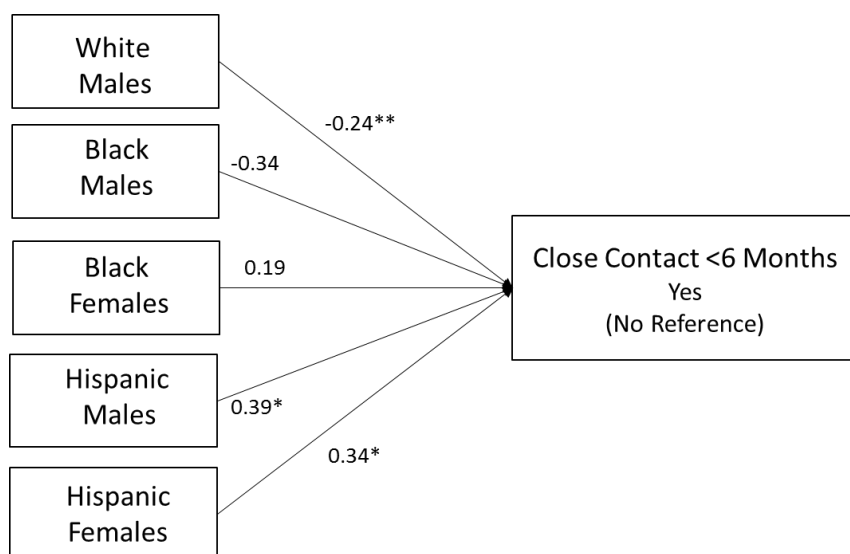 White
Males
-0.24**
Black
Males
-0.34
Black
Females
0.19
Close Contact <6 Months
Yes
(No Reference)
Hispanic
Males
0.39*
Hispanic
Females
0.34*